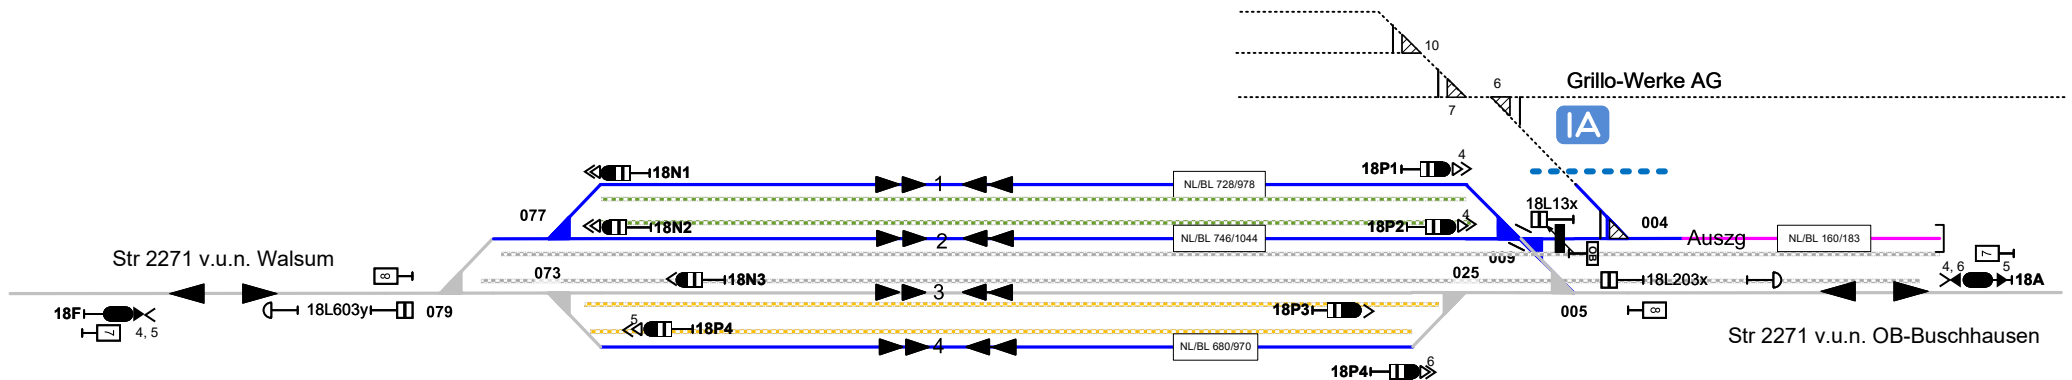 10
Grillo-Werke AG
6
7
IA
4
18N1
18P1
1
NL/BL 728/978
18L13x
077
4
004
18N2
18P2
2
NL/BL 746/1044
Auszg
NL/BL 160/183
009
OB
Str 2271 v.u.n. Walsum
7
8
073
18N3
025
4, 6
5
18L203x
18A
3
18F
18L603y
079
18P3
005
8
7
4, 5
5
18P4
Str 2271 v.u.n. OB-Buschhausen
4
NL/BL 680/970
6
18P4